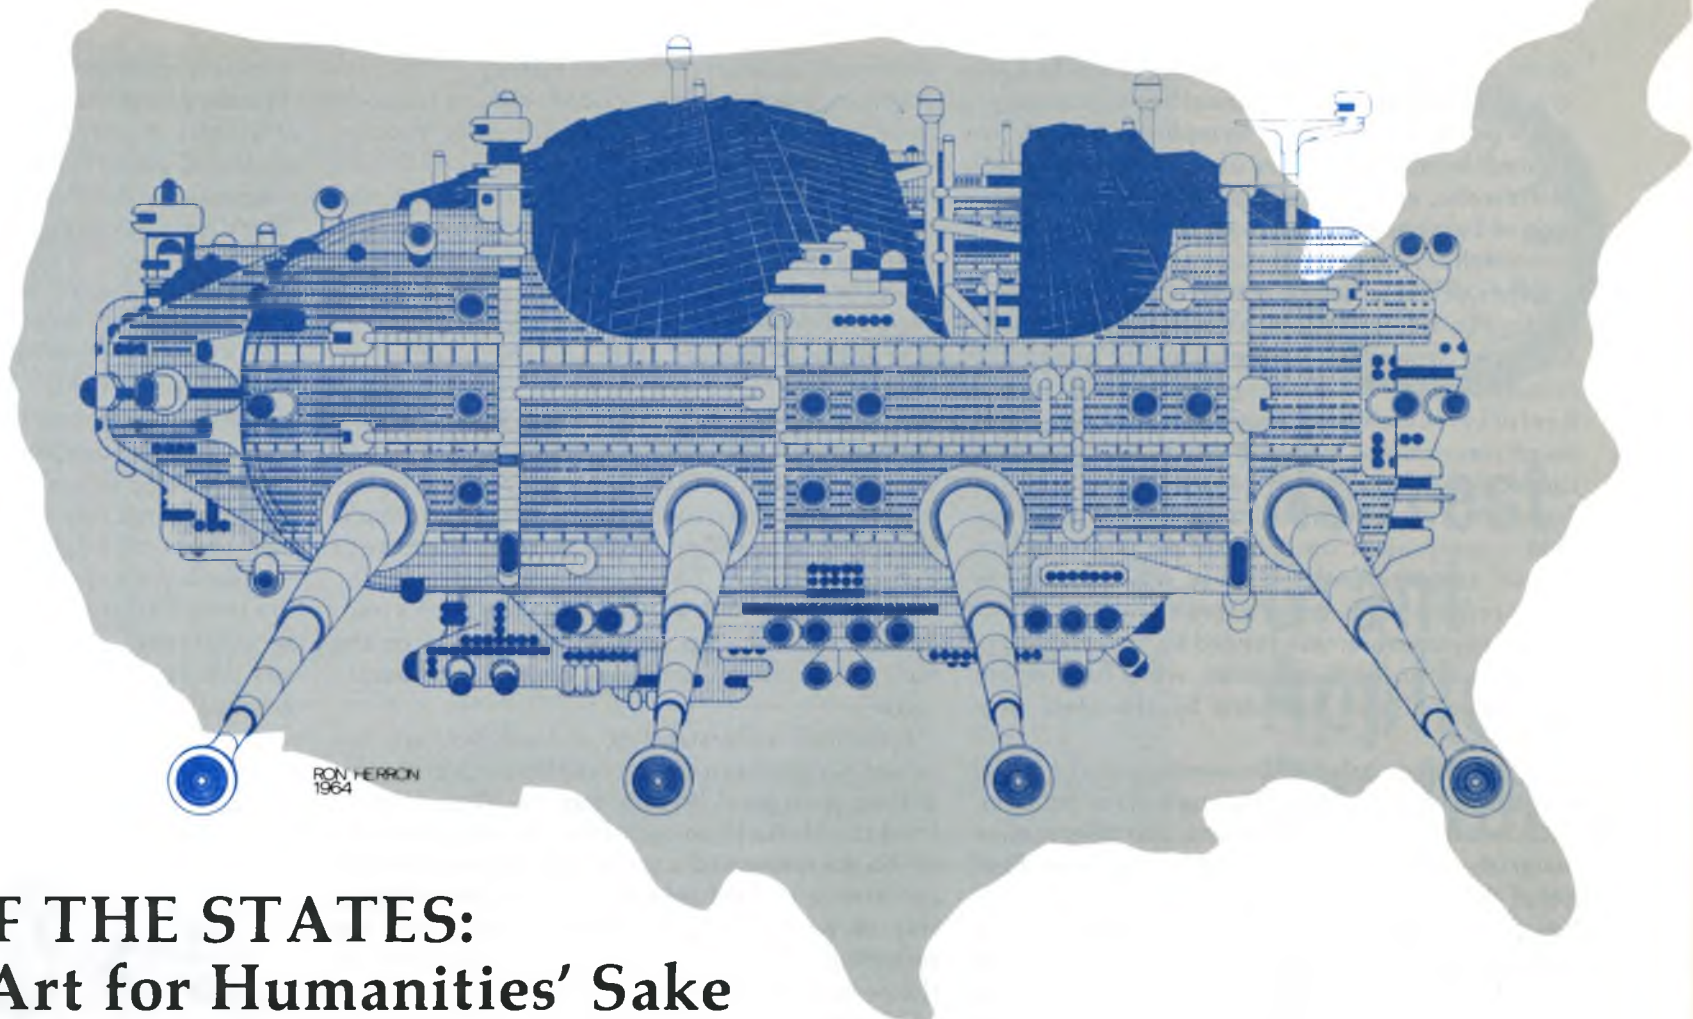 RON HERRON
1964
F THE STATES:
Art for Humanities' Sake